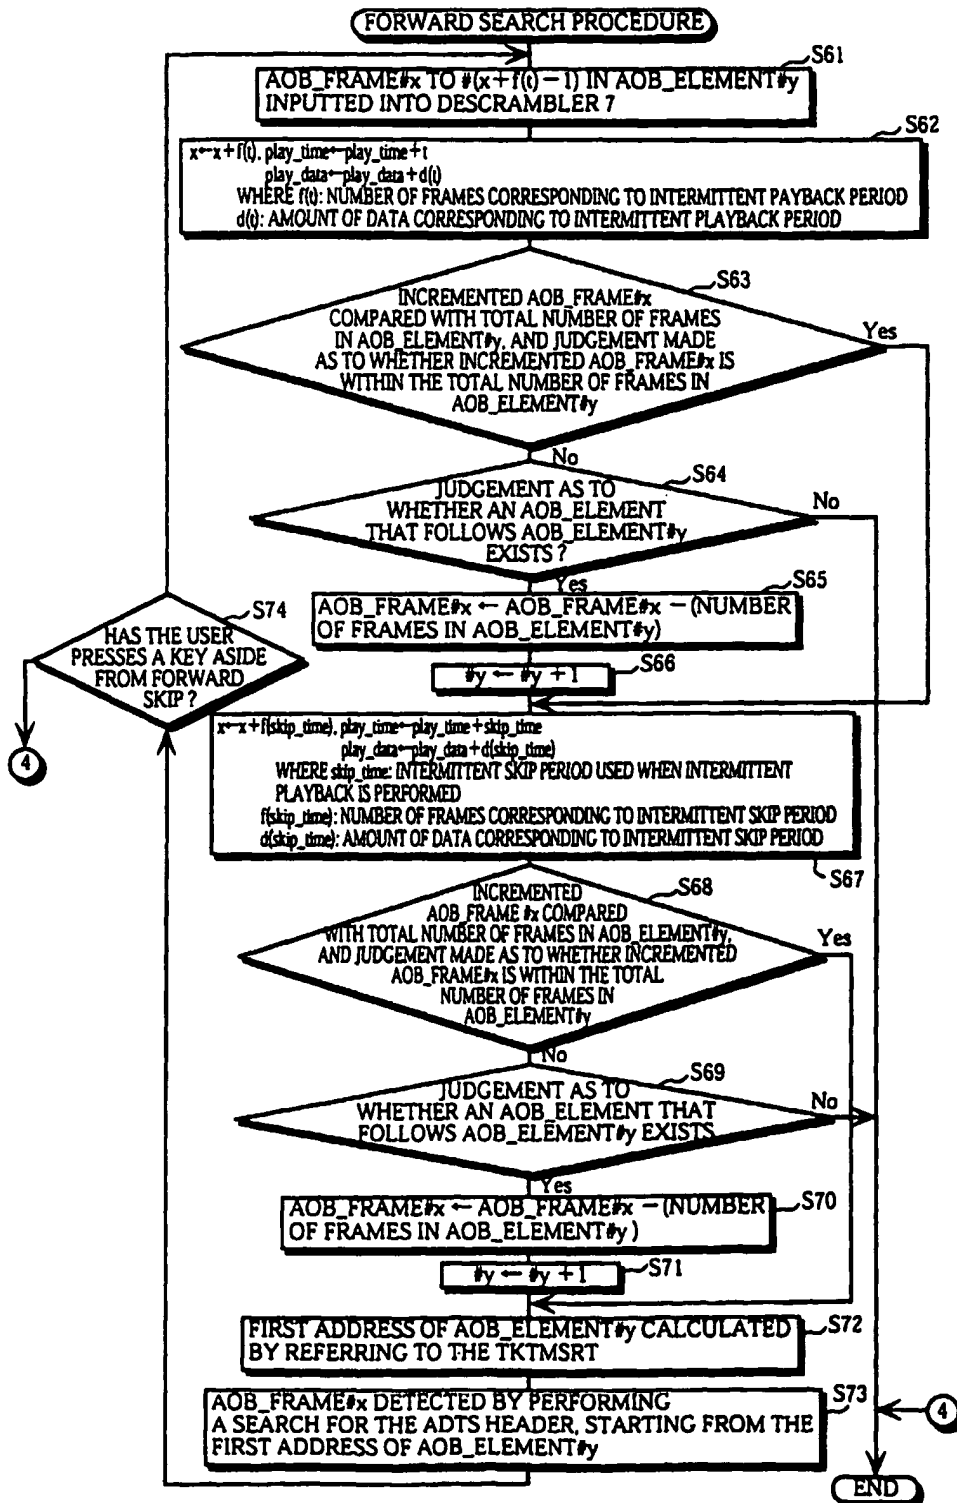 FORWARD SEARCH PROCEDURE
S61
AOB_FRAME#x TO #(x+f(t)−1) IN AOB_ELEMENT#y
INPUTTED INTO DESCRAMBLER 7
S62
x←x+f(t), play_time←play_time+t
play_data←play_data+d(t)
WHERE f(t): NUMBER OF FRAMES CORRESPONDING TO INTERMITTENT PAYBACK PERIOD
d(t): AMOUNT OF DATA CORRESPONDING TO INTERMITTENT PLAYBACK PERIOD
S63
INCREMENTED AOB_FRAME#x
COMPARED WITH TOTAL NUMBER OF FRAMES
IN AOB_ELEMENT#y, AND JUDGEMENT MADE
AS TO WHETHER INCREMENTED AOB_FRAME#x IS
WITHIN THE TOTAL NUMBER OF FRAMES IN
AOB_ELEMENT#y
Yes
No
S64
JUDGEMENT AS TO
WHETHER AN AOB_ELEMENT
THAT FOLLOWS AOB_ELEMENT#y
EXISTS ?
No
Yes
S65
AOB_FRAME#x ← AOB_FRAME#x − (NUMBER
OF FRAMES IN AOB_ELEMENT#y)
S66
#y ← #y + 1
S74
HAS THE USER
PRESSES A KEY ASIDE
FROM FORWARD
SKIP ?
4
x←x+f(skip_time), play_time←play_time+skip_time
play_data←play_data+d(skip_time)
WHERE skip_time: INTERMITTENT SKIP PERIOD USED WHEN INTERMITTENT
PLAYBACK IS PERFORMED
f(skip_time): NUMBER OF FRAMES CORRESPONDING TO INTERMITTENT SKIP PERIOD
d(skip_time): AMOUNT OF DATA CORRESPONDING TO INTERMITTENT SKIP PERIOD
S67
S68
INCREMENTED
AOB_FRAME #x COMPARED
WITH TOTAL NUMBER OF FRAMES IN AOB_ELEMENT#y,
AND JUDGEMENT MADE AS TO WHETHER INCREMENTED
AOB_FRAME#x IS WITHIN THE TOTAL
NUMBER OF FRAMES IN
AOB_ELEMENT#y
Yes
No
S69
JUDGEMENT AS TO
WHETHER AN AOB_ELEMENT THAT
FOLLOWS AOB_ELEMENT#y EXISTS
No
Yes
S70
AOB_FRAME#x ← AOB_FRAME#x − (NUMBER
OF FRAMES IN AOB_ELEMENT#y )
S71
#y ← #y + 1
S72
FIRST ADDRESS OF AOB_ELEMENT#y CALCULATED
BY REFERRING TO THE TKTMSRT
S73
AOB_FRAME#x DETECTED BY PERFORMING
A SEARCH FOR THE ADTS HEADER, STARTING FROM THE
FIRST ADDRESS OF AOB_ELEMENT#y
4
END